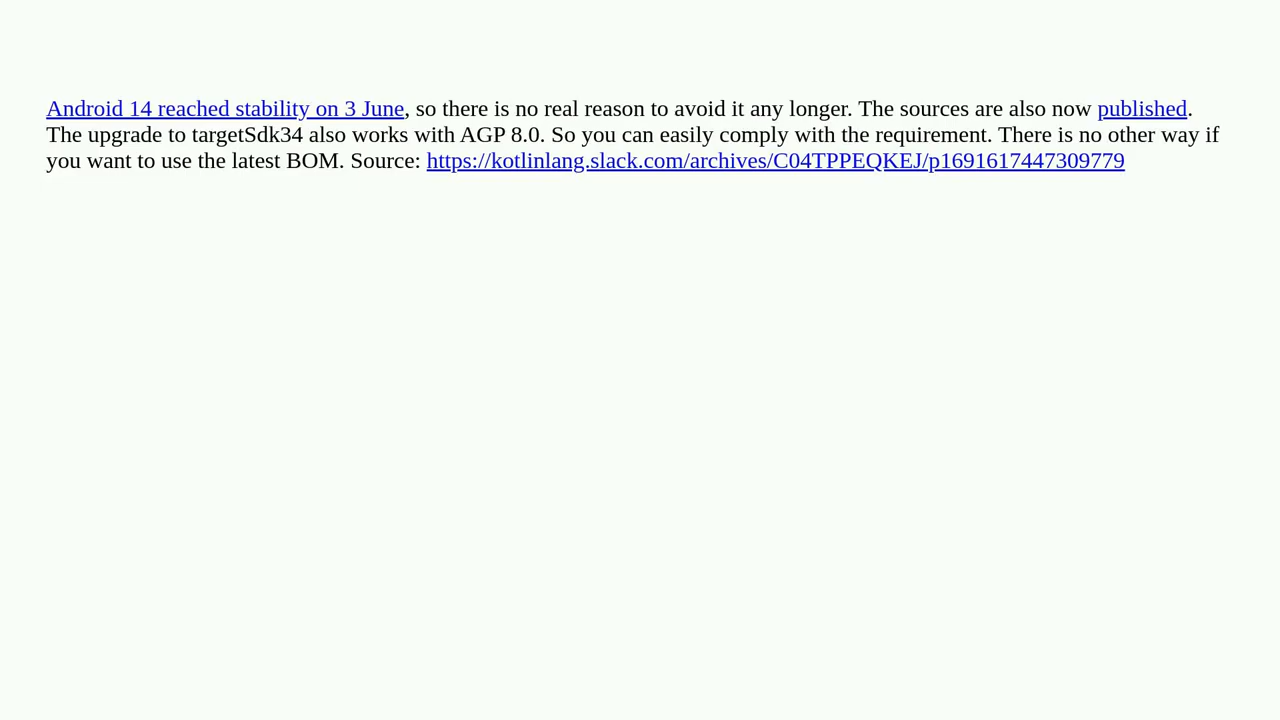 Android 14 reached stability on 3 June, so there is no real reason to avoid it any longer. The sources are also now published.
The upgrade to targetSdk34 also works with AGP 8.0. So you can easily comply with the requirement. There is no other way if
you want to use the latest BOM. Source: https://kotlinlang.slack.com/archives/C04TPPEQKEJ/p1691617447309779